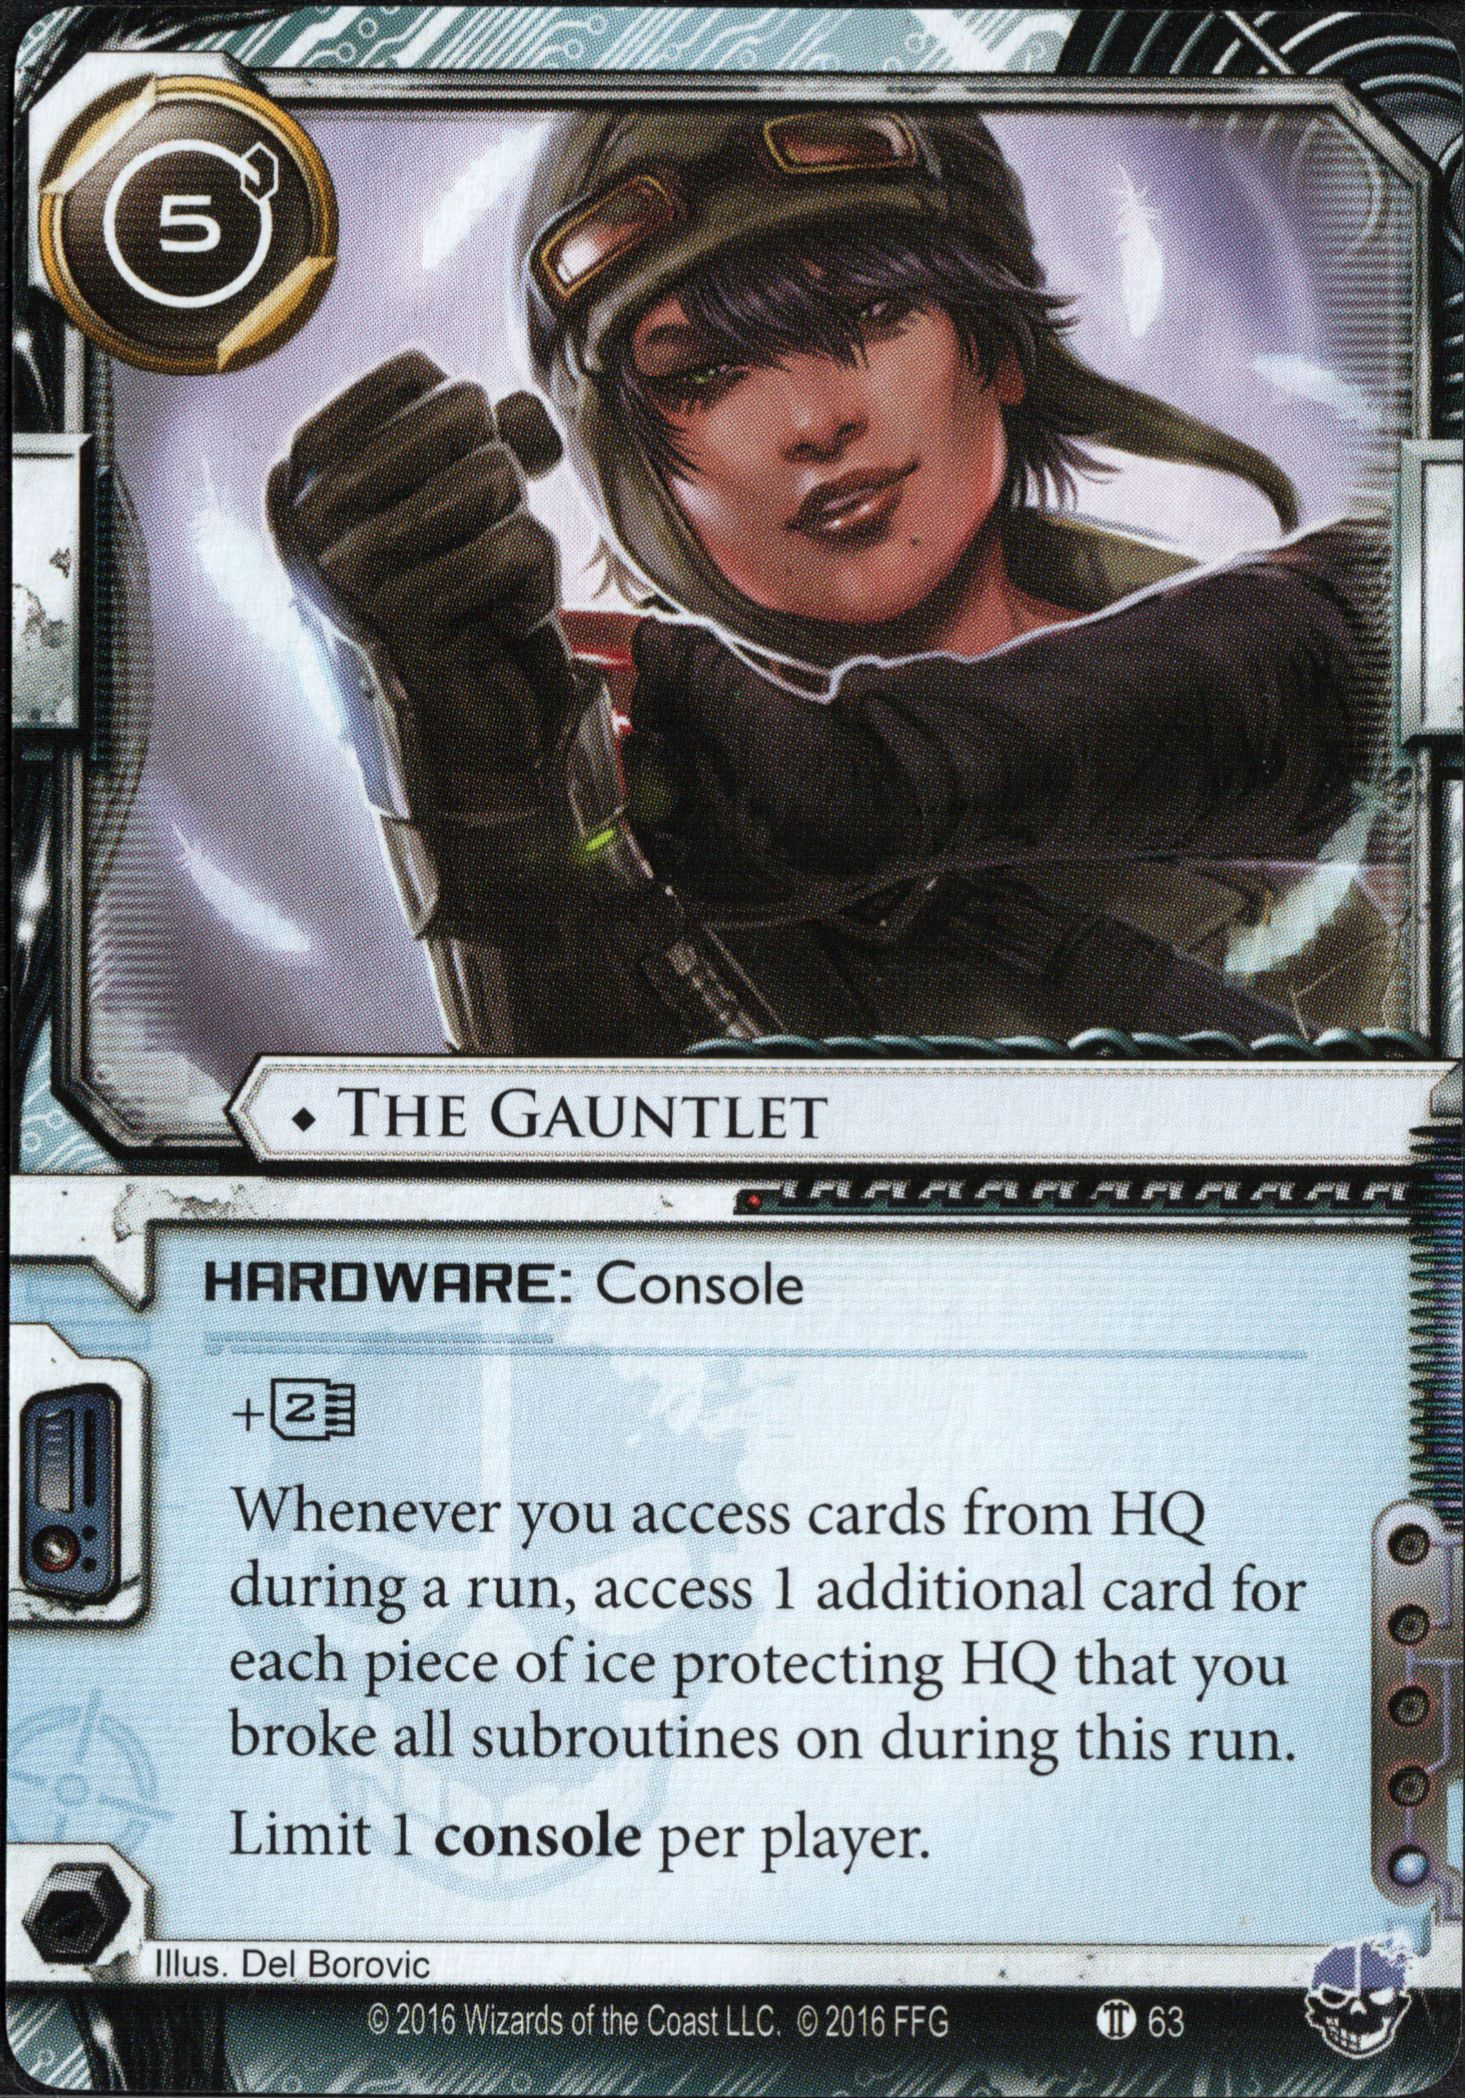 5
◆ THE GAUNTLET
HARDWARE: Console
+2
Whenever you access cards from HQ
during a run, access 1 additional card for
each piece of ice protecting HQ that you
broke all subroutines on during this run.
Limit 1 console per player.
Illus. Del Borovic
© 2016 Wizards of the Coast LLC. © 2016 FFG
63